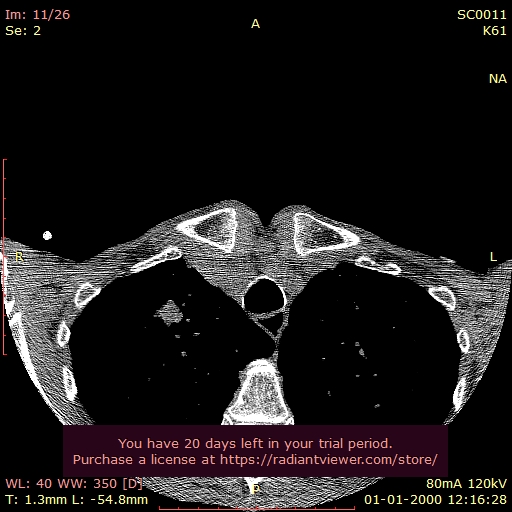 Im: 11/26
Se: 2
A
SC0011
K61
NA
R
L
You have 20 days left in your trial period.
Purchase a license at https://radiantviewer.com/store/
WL: 40 WW: 350 [D]
T: 1.3mm L: -54.8mm
P
80mA 120kV
01-01-2000 12:16:28